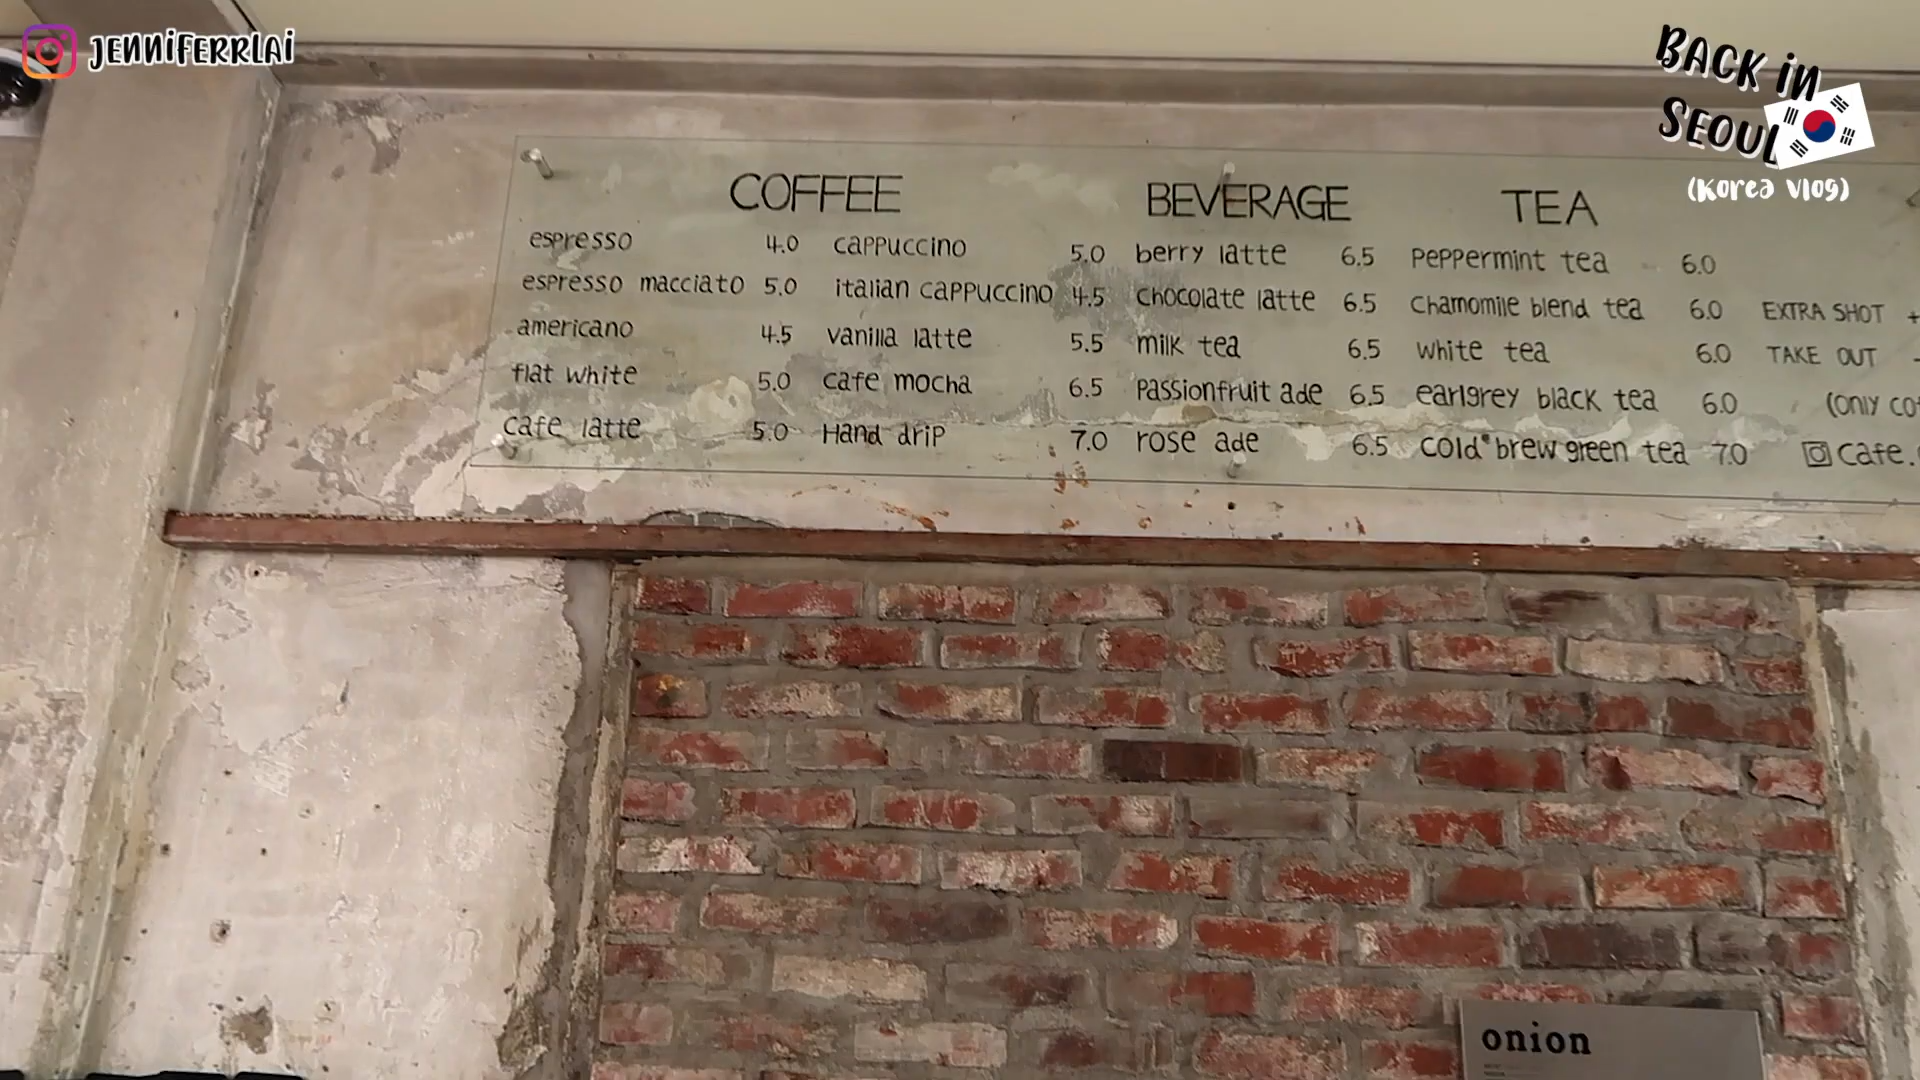 JENNIFERRLAI
BACK in
SEOUL
(Korea Vlog)
COFFEE BEVERAGE TEA
espresso 4.0 cappuccino 5.0 berry latte 6.5 peppermint tea 6.0
espresso macciato 5.0 italian cappuccino 4.5 chocolate latte 6.5 chamomile blend tea 6.0 EXTRA SHOT +
americano 4.5 vanilla latte 5.5 milk tea 6.5 white tea 6.0 TAKE OUT -
flat white 5.0 cafe mocha 6.5 passionfruit ade 6.5 earlgrey black tea 6.0 (only
cafe latte 5.0 Hand drip 7.0 rose ade 6.5 cold brew green tea 7.0 cafe.
onion